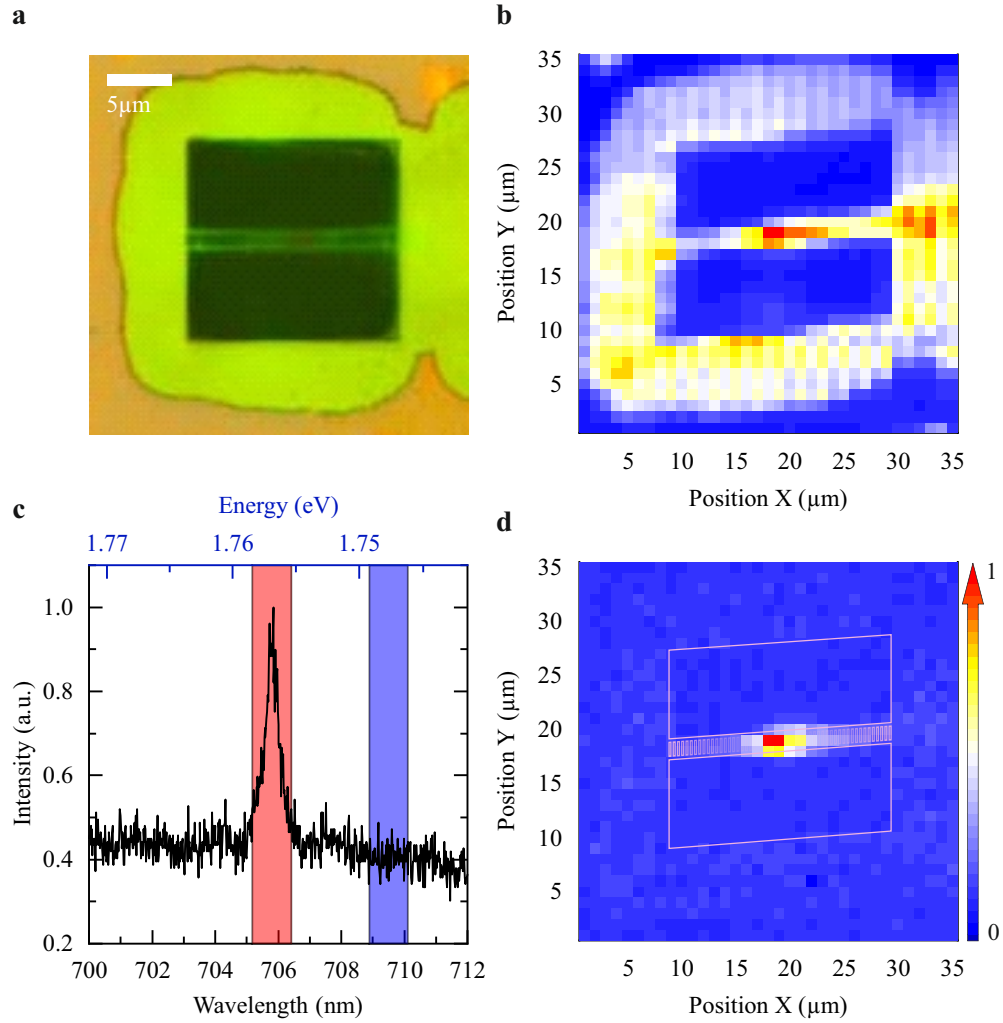 a
5µm
b
35
30
25
20
15
10
5
Position Y (µm)
5 10 15 20 25 30 35
Position X (µm)
c
Energy (eV)
1.77 1.76 1.75
1.0
0.8
0.6
0.4
0.2
Intensity (a.u.)
700 702 704 706 708 710 712
Wavelength (nm)
d
35
30
25
20
15
10
5
Position Y (µm)
5 10 15 20 25 30 35
Position X (µm)
1
0